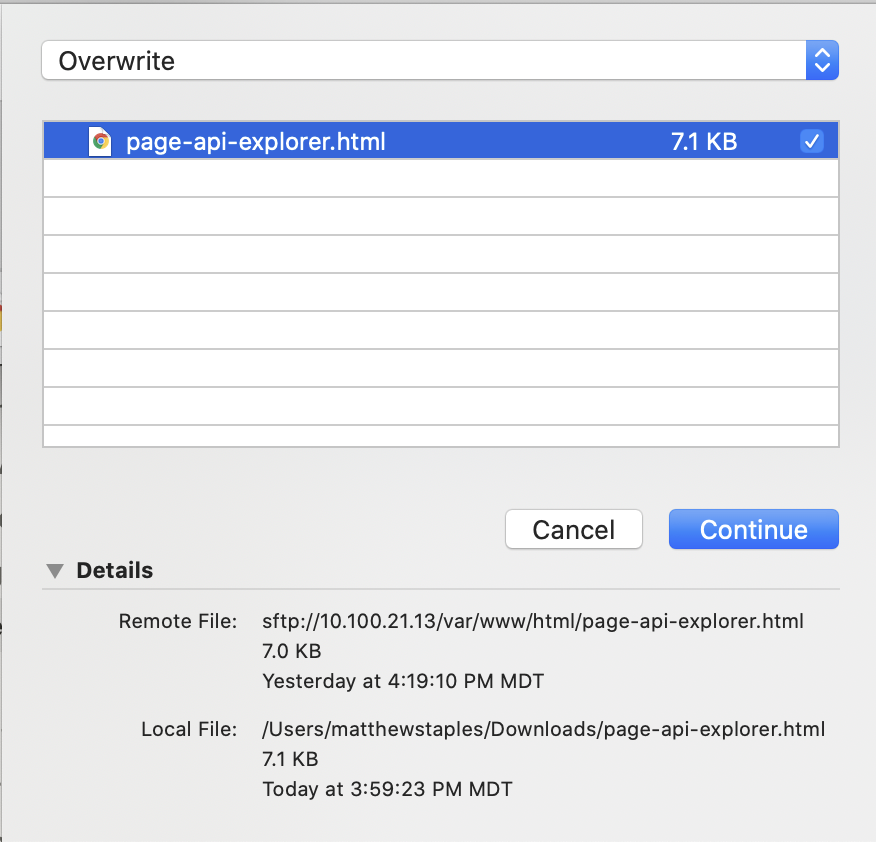 Overwrite
page-api-explorer.html 7.1 KB
Cancel Continue
Details
Remote File: sftp://10.100.21.13/var/www/html/page-api-explorer.html
7.0 KB
Yesterday at 4:19:10 PM MDT
Local File: /Users/matthewstaples/Downloads/page-api-explorer.html
7.1 KB
Today at 3:59:23 PM MDT